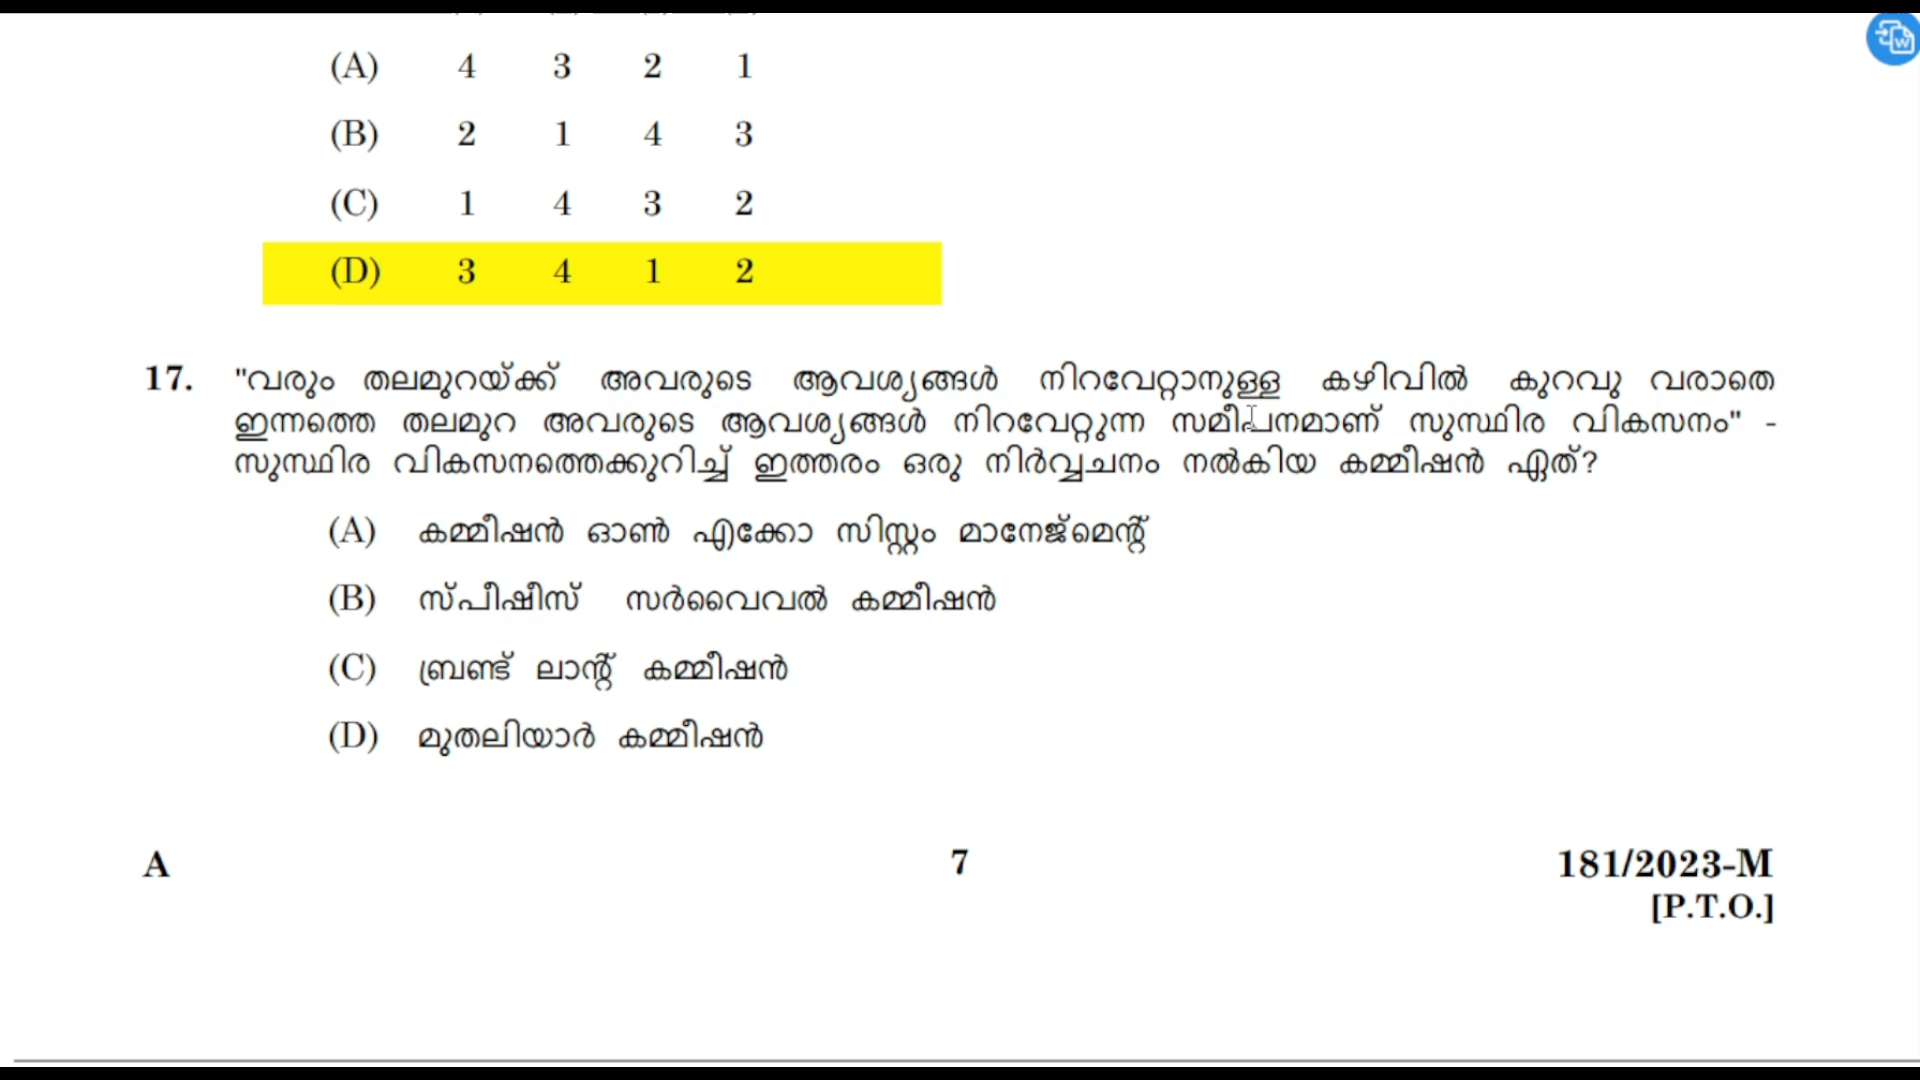 (A) 4 3 2 1
(B) 2 1 4 3
(C) 1 4 3 2
(D) 3 4 1 2
17. "വരും തലമുറയ്ക്ക് അവരുടെ ആവശ്യങ്ങൾ നിറവേറ്റാനുള്ള കഴിവിൽ കുറവു വരാതെ
ഇന്നത്തെ തലമുറ അവരുടെ ആവശ്യങ്ങൾ നിറവേറ്റുന്ന സമീപനമാണ് സുസ്ഥിര വികസനം" -
സുസ്ഥിര വികസനത്തെക്കുറിച്ച് ഇത്തരം ഒരു നിർവ്വചനം നൽകിയ കമ്മീഷൻ ഏത്?
(A) കമ്മീഷൻ ഓൺ എക്കോ സിസ്റ്റം മാനേജ്മെന്റ്
(B) സ്പീഷീസ് സർവൈവൽ കമ്മീഷൻ
(C) ബ്രണ്ട് ലാന്റ് കമ്മീഷൻ
(D) മുതലിയാർ കമ്മീഷൻ
A 7 181/2023-M
[P.T.O.]